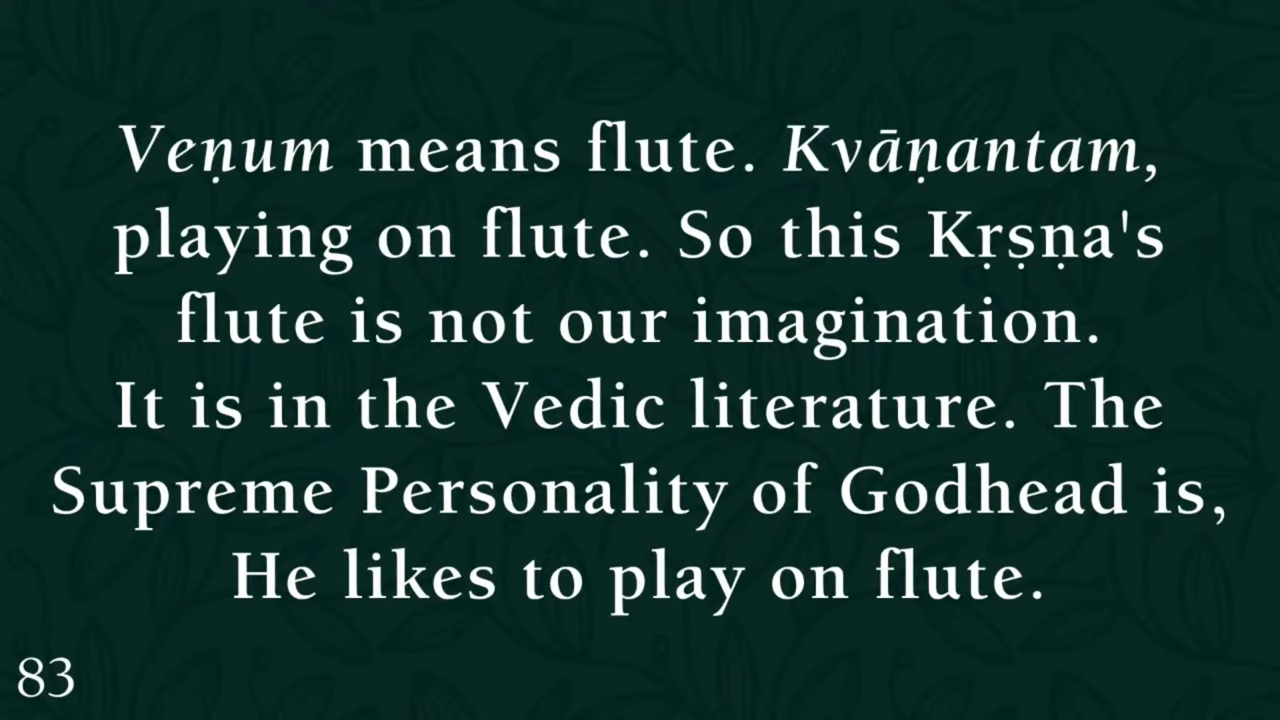 Veṇum means flute. Kvāṇantam,
playing on flute. So this Kṛṣṇa's
flute is not our imagination.
It is in the Vedic literature. The
Supreme Personality of Godhead is,
He likes to play on flute.
83